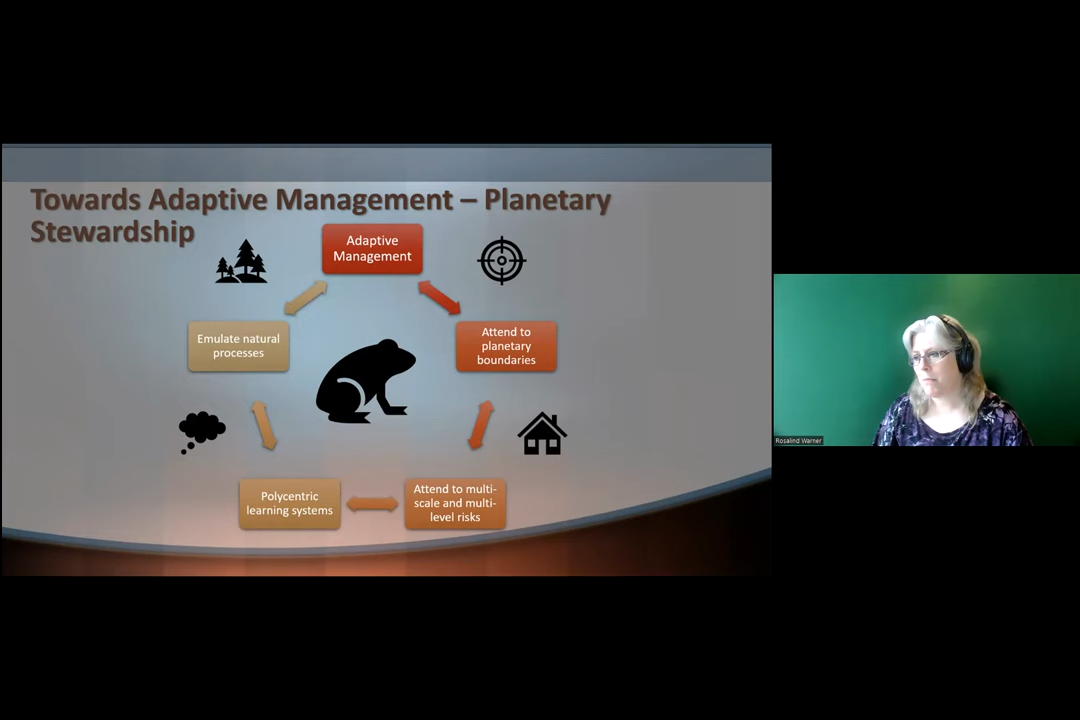 Towards Adaptive Management – Planetary
Stewardship
Adaptive
Management
Emulate natural
processes
Attend to
planetary
boundaries
Polycentric
learning systems
Attend to multi-
scale and multi-
level risks
Rosalind Warner